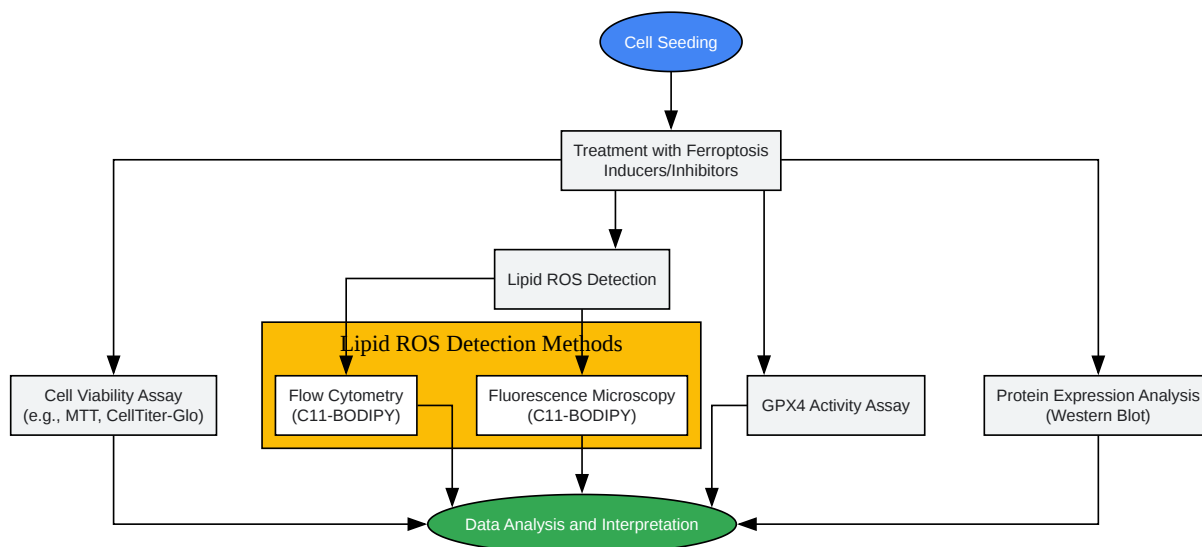 Cell Seeding
Treatment with Ferroptosis
Inducers/Inhibitors
Lipid ROS Detection
Lipid ROS Detection Methods
Cell Viability Assay
(e.g., MTT, CellTiter-Glo)
Flow Cytometry
(C11-BODIPY)
Fluorescence Microscopy
(C11-BODIPY)
GPX4 Activity Assay
Protein Expression Analysis
(Western Blot)
Data Analysis and Interpretation